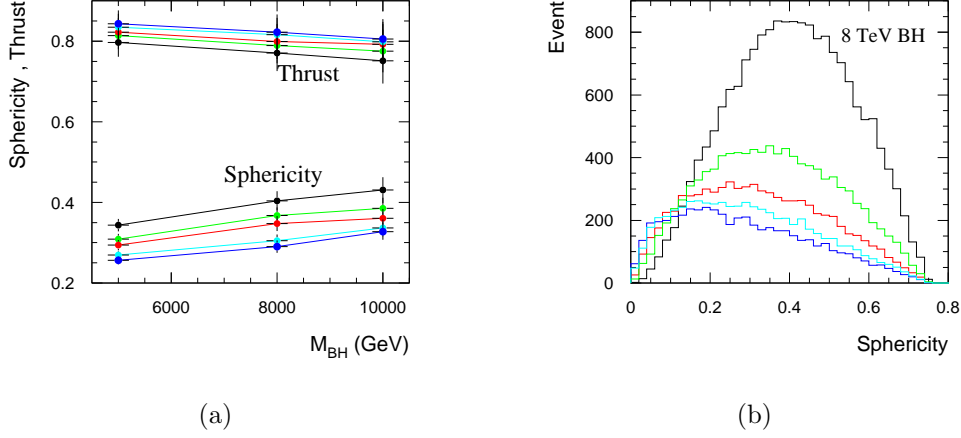 Sphericity , Thrust
0.8
0.6
0.4
0.2
Thrust
Sphericity
6000 8000 10000
M_BH (GeV)
(a)
Event
800
600
400
200
0
8 TeV BH
0 0.2 0.4 0.6 0.8
Sphericity
(b)